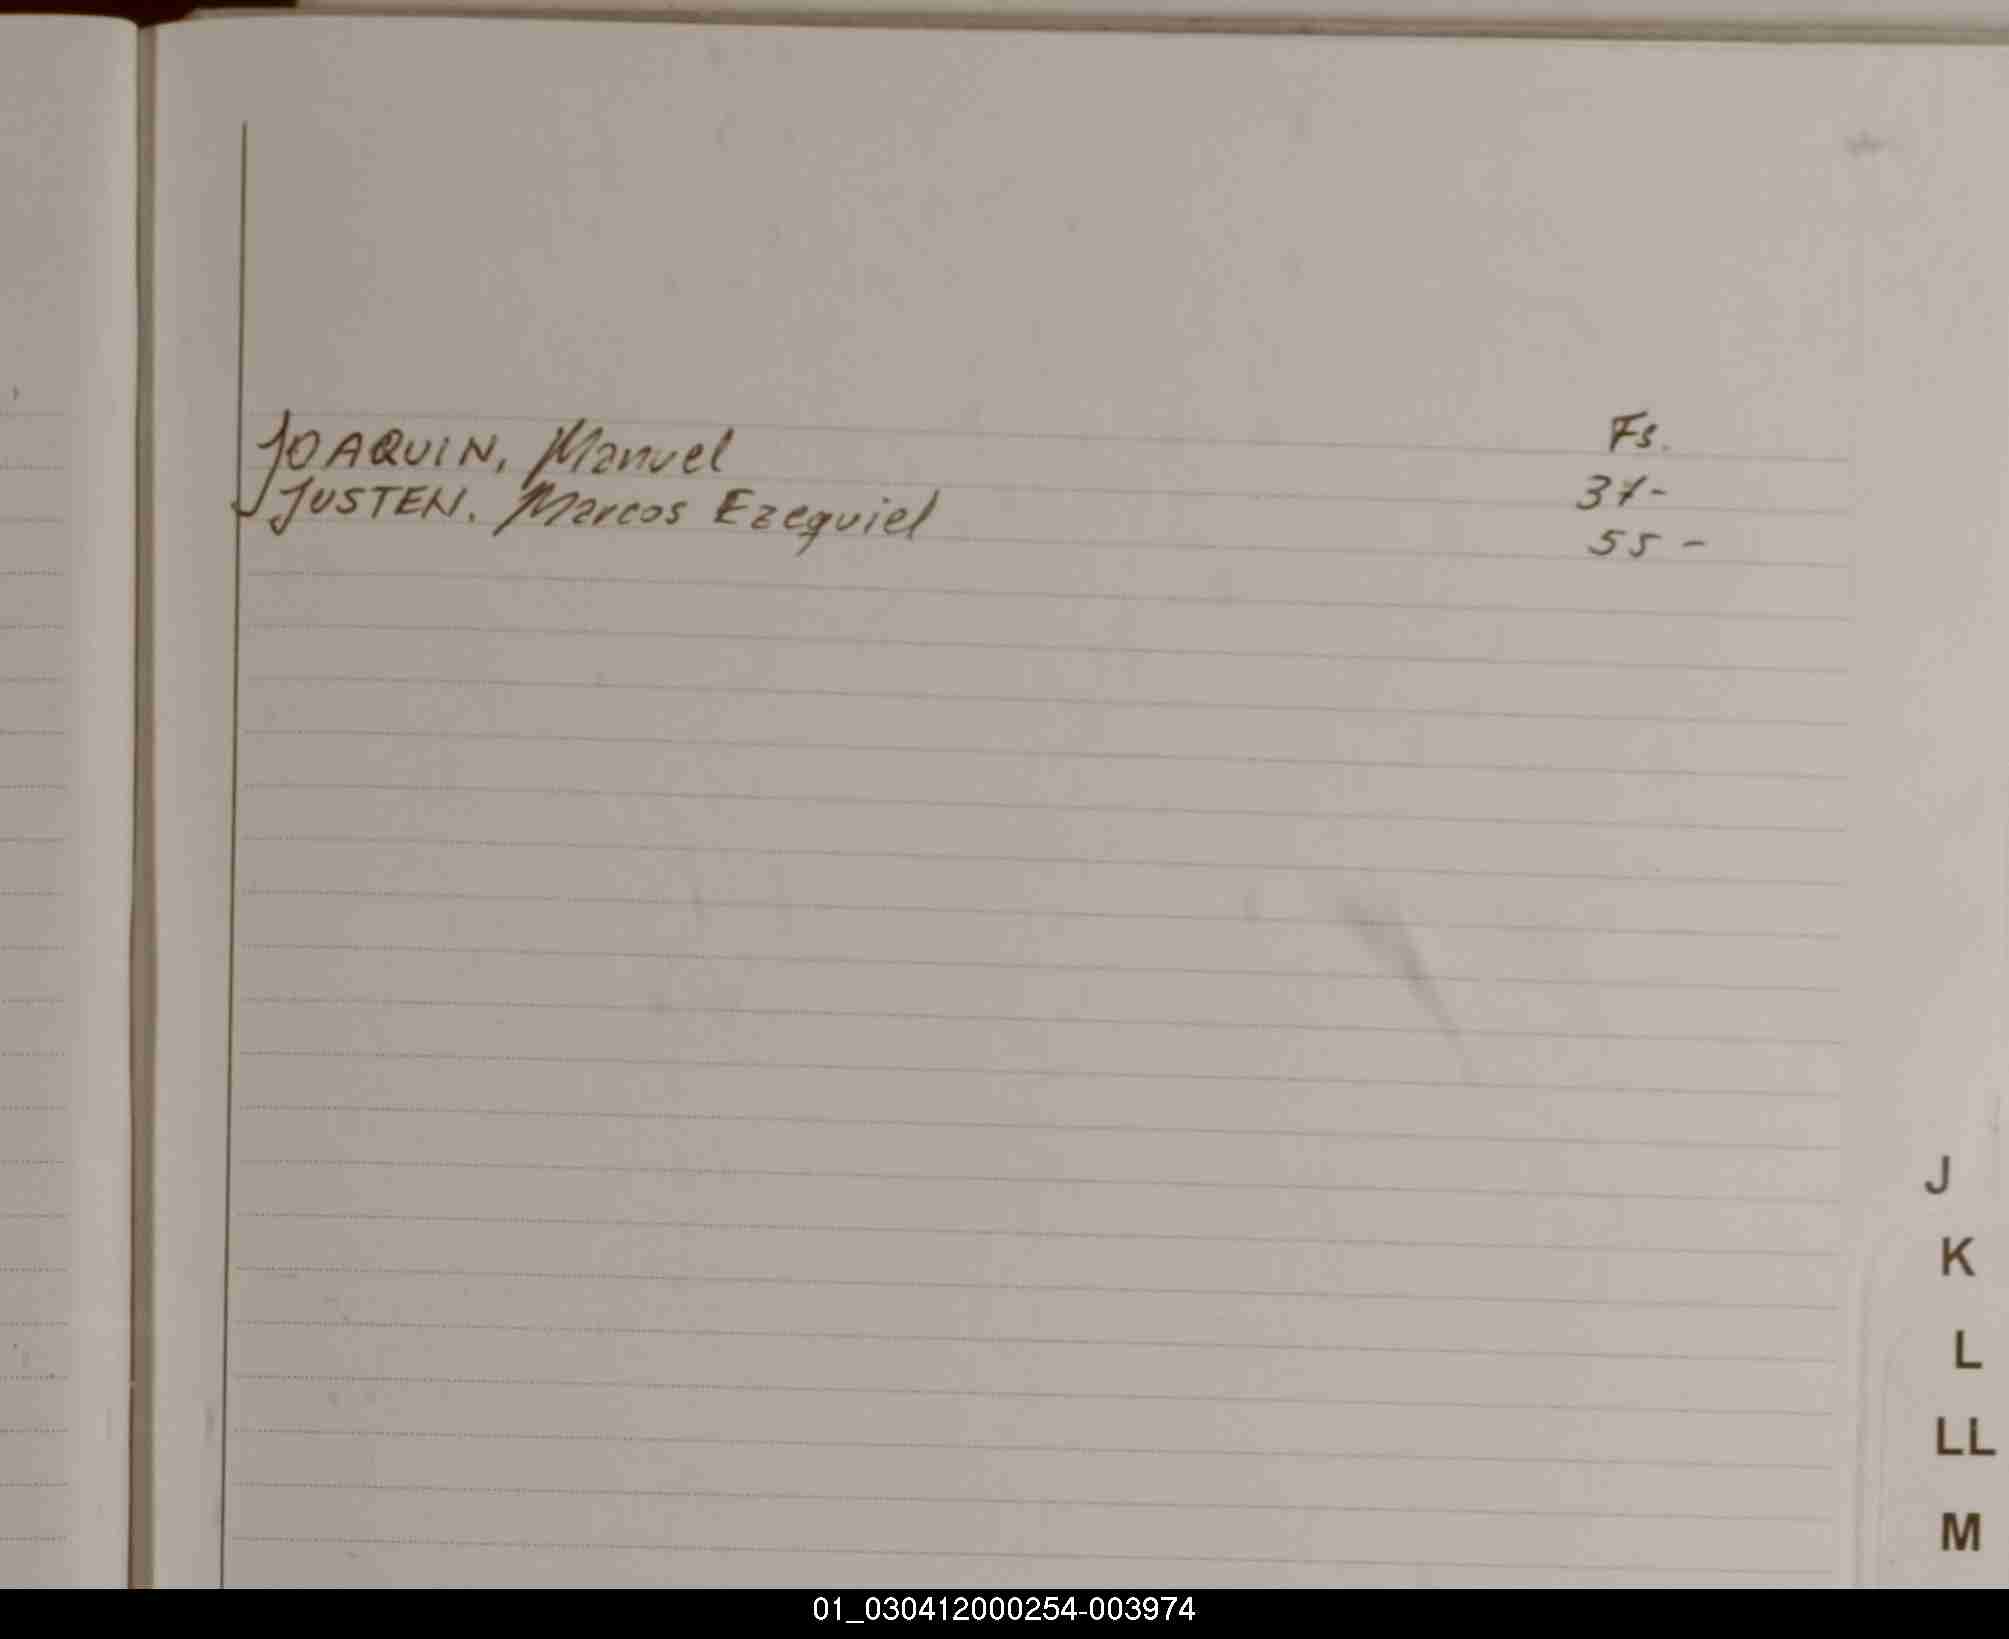 Fs.
JOAQUIN, Manuel 37-
JUSTEN. Marcos Ezequiel 55 -
J
K
L
LL
M
01_030412000254-003974